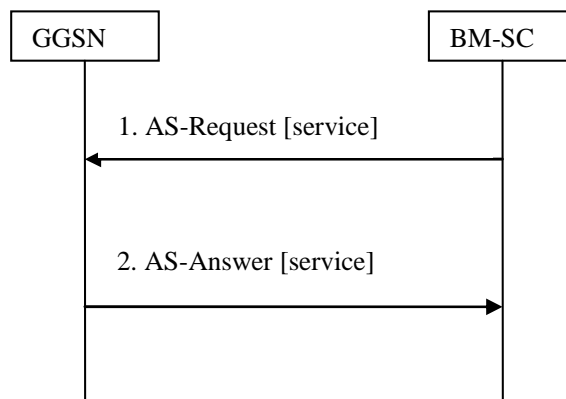 GGSN
BM-SC
1. AS-Request [service]
2. AS-Answer [service]